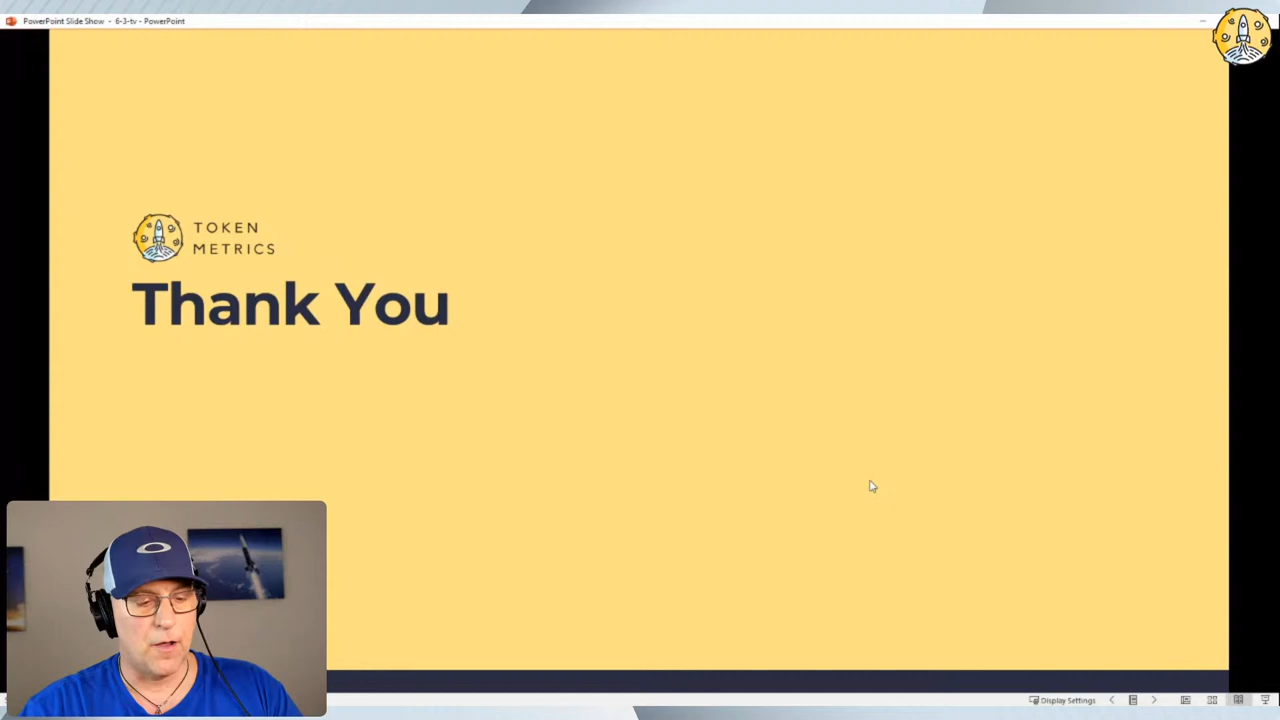 PowerPoint Slide Show - 6-3-tv - PowerPoint
TOKEN
METRICS
Thank You
Display Settings